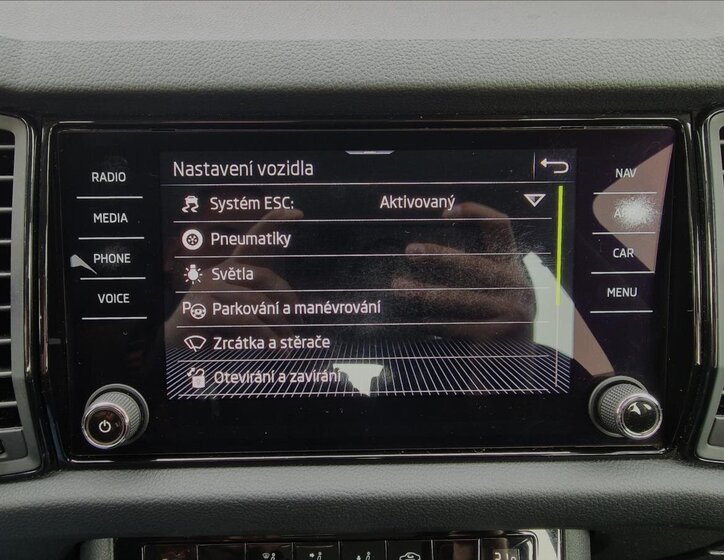 Nastavení vozidla
Systém ESC: Aktivovaný
Pneumatiky
Světla
Parkování a manévrování
Zrcátka a stěrače
Otevírání a zavírání
RADIO
MEDIA
PHONE
VOICE
NAV
CAR
MENU